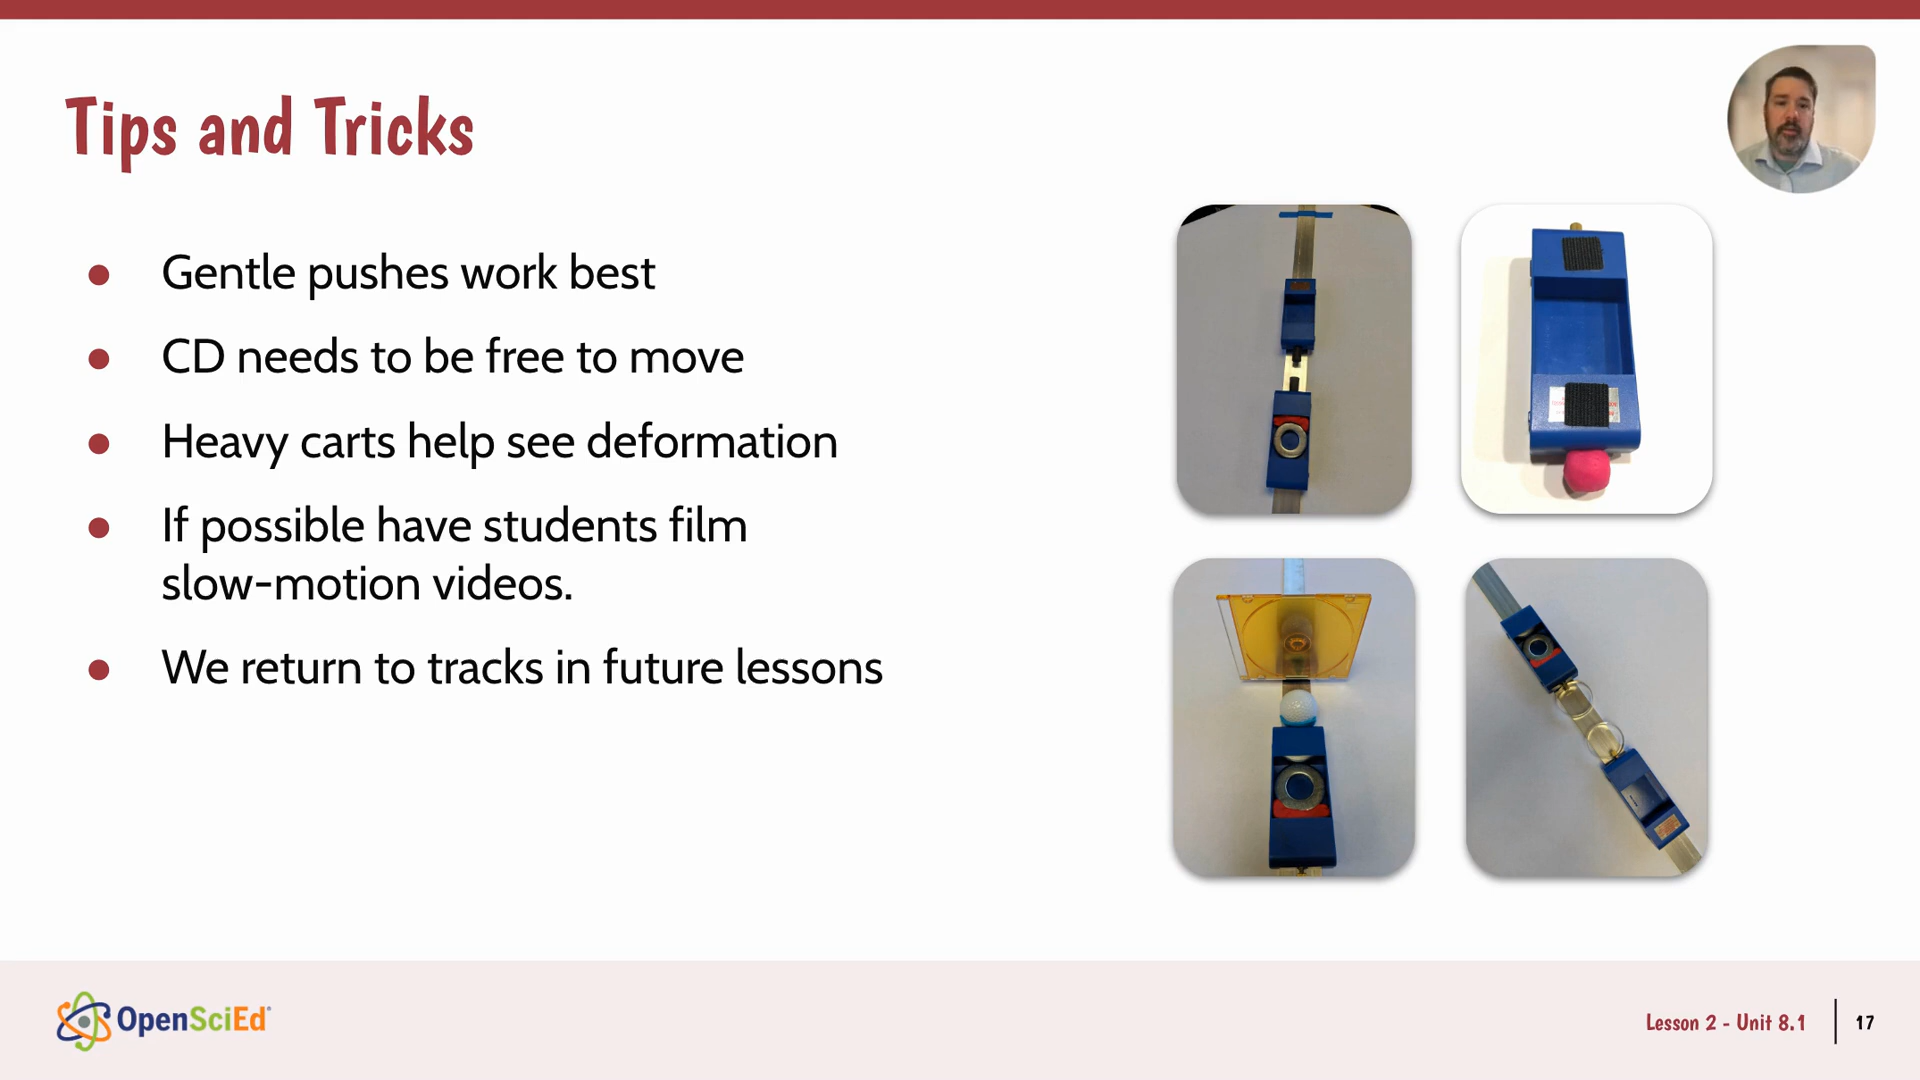 Tips and Tricks
● Gentle pushes work best
● CD needs to be free to move
● Heavy carts help see deformation
● If possible have students film
slow-motion videos.
● We return to tracks in future lessons
OpenSciEd®
Lesson 2 - Unit 8.1
17